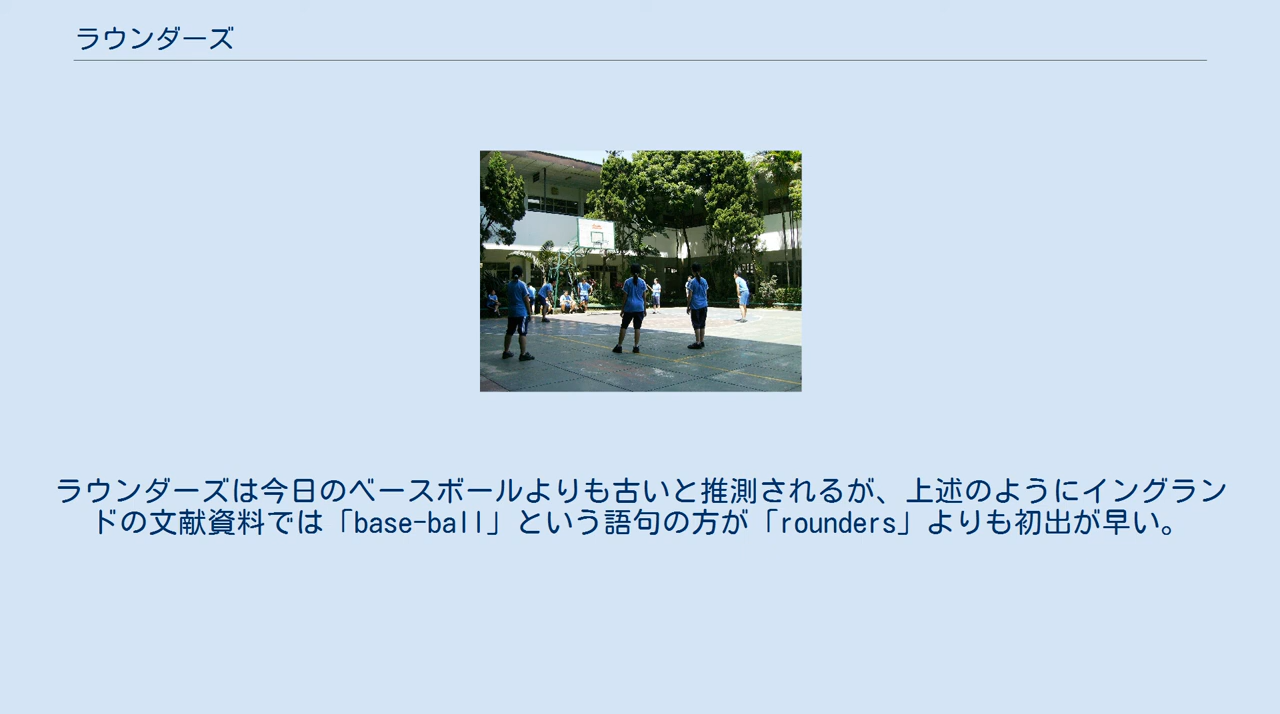 ラウンダーズ
ラウンダーズは今日のベースボールよりも古いと推測されるが、上述のようにイングラン
ドの文献資料では「base-ball」という語句の方が「rounders」よりも初出が早い。